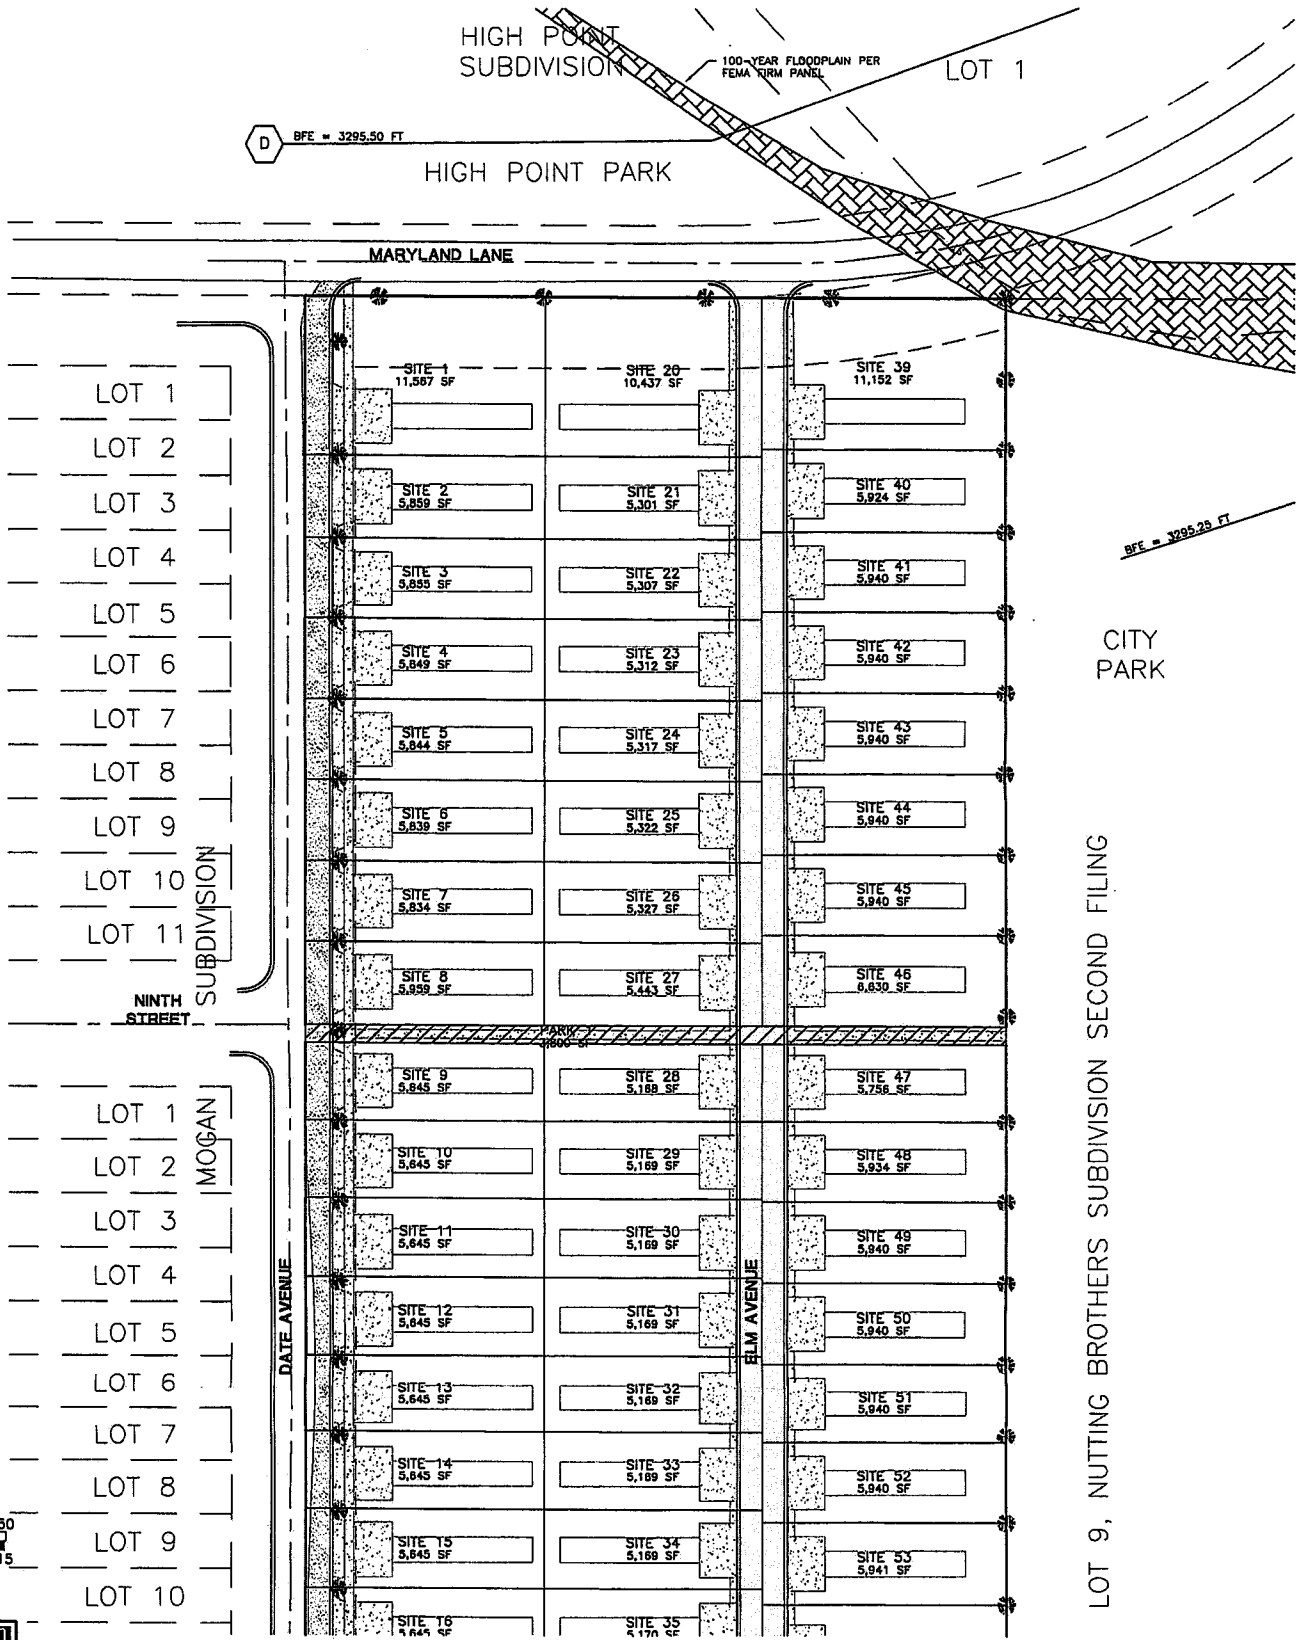 HIGH POINT
SUBDIVISION
100-YEAR FLOODPLAIN PER
FEMA FIRM PANEL
LOT 1
D
BFE = 3295.50 FT
HIGH POINT PARK
MARYLAND LANE
SITE 1
11,567 SF
SITE 20
10,437 SF
SITE 39
11,152 SF
LOT 1
LOT 2
LOT 3
LOT 4
LOT 5
LOT 6
LOT 7
LOT 8
LOT 9
LOT 10
LOT 11
SUBDIVISION
NINTH
STREET
MOGAN
LOT 1
LOT 2
LOT 3
LOT 4
LOT 5
LOT 6
LOT 7
LOT 8
LOT 9
LOT 10
DATE AVENUE
SITE 2
5,859 SF
SITE 3
5,855 SF
SITE 4
5,849 SF
SITE 5
5,844 SF
SITE 6
5,839 SF
SITE 7
5,834 SF
SITE 8
5,959 SF
PARK 1
SITE 9
5,645 SF
SITE 10
5,645 SF
SITE 11
5,645 SF
SITE 12
5,645 SF
SITE 13
5,645 SF
SITE 14
5,645 SF
SITE 15
5,645 SF
SITE 16
5,645 SF
SITE 21
5,301 SF
SITE 22
5,307 SF
SITE 23
5,312 SF
SITE 24
5,317 SF
SITE 25
5,322 SF
SITE 26
5,327 SF
SITE 27
5,443 SF
SITE 28
5,168 SF
SITE 29
5,169 SF
SITE 30
5,169 SF
SITE 31
5,169 SF
SITE 32
5,169 SF
SITE 33
5,169 SF
SITE 34
5,169 SF
SITE 35
5,170 SF
ELM AVENUE
SITE 40
5,924 SF
SITE 41
5,940 SF
SITE 42
5,940 SF
SITE 43
5,940 SF
SITE 44
5,940 SF
SITE 45
5,940 SF
SITE 46
6,630 SF
SITE 47
5,756 SF
SITE 48
5,934 SF
SITE 49
5,940 SF
SITE 50
5,940 SF
SITE 51
5,940 SF
SITE 52
5,940 SF
SITE 53
5,941 SF
BFE = 3295.25 FT
CITY
PARK
LOT 9, NUTTING BROTHERS SUBDIVISION SECOND FILING